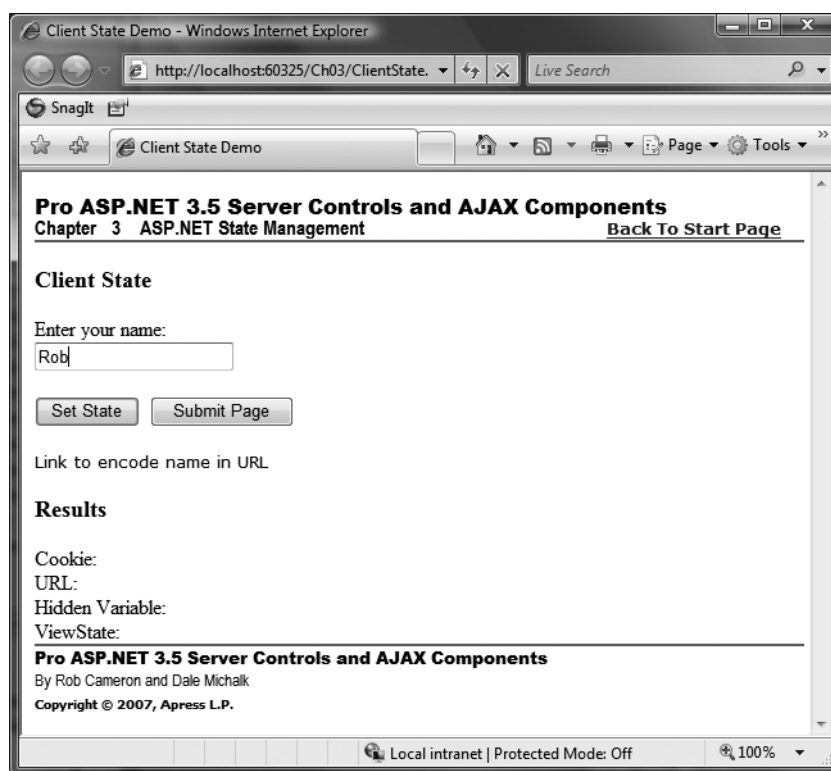 Client State Demo - Windows Internet Explorer
http://localhost:60325/Ch03/ClientState.
Live Search
SnagIt
Client State Demo
Page
Tools
Pro ASP.NET 3.5 Server Controls and AJAX Components
Chapter 3 ASP.NET State Management
Back To Start Page
Client State
Enter your name:
Rob
Set State
Submit Page
Link to encode name in URL
Results
Cookie:
URL:
Hidden Variable:
ViewState:
Pro ASP.NET 3.5 Server Controls and AJAX Components
By Rob Cameron and Dale Michalk
Copyright © 2007, Apress L.P.
Local intranet | Protected Mode: Off
100%